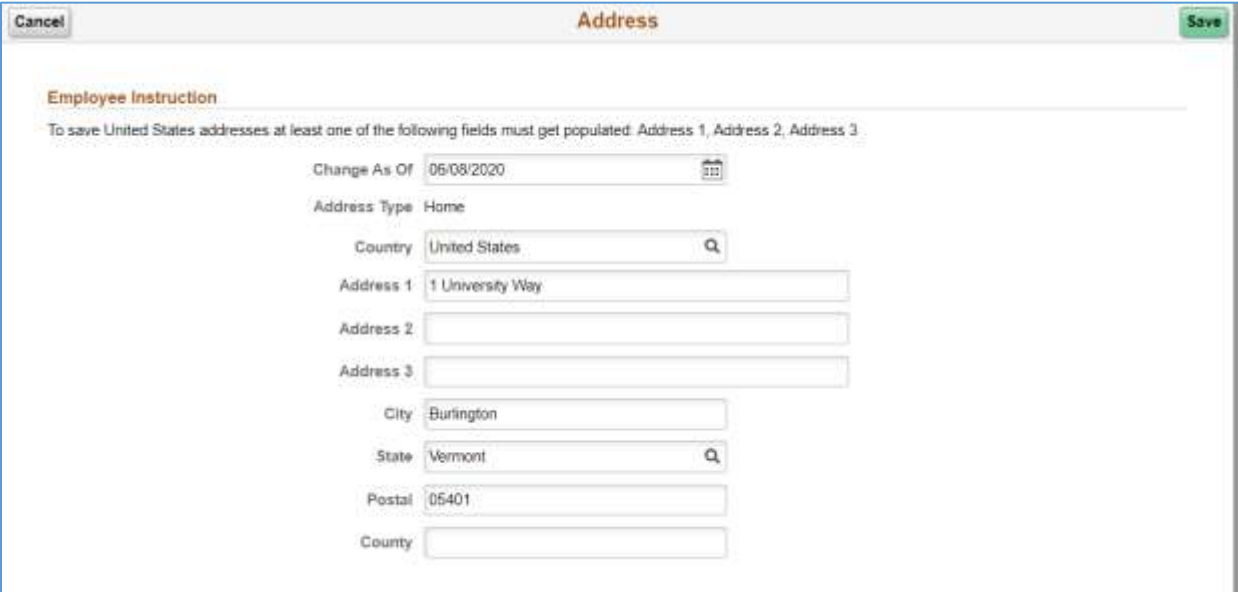 Cancel
Address
Save
Employee Instruction
To save United States addresses at least one of the following fields must get populated: Address 1, Address 2, Address 3
Change As Of 06/08/2020
Address Type Home
Country United States
Address 1 1 University Way
Address 2
Address 3
City Burlington
State Vermont
Postal 05401
County